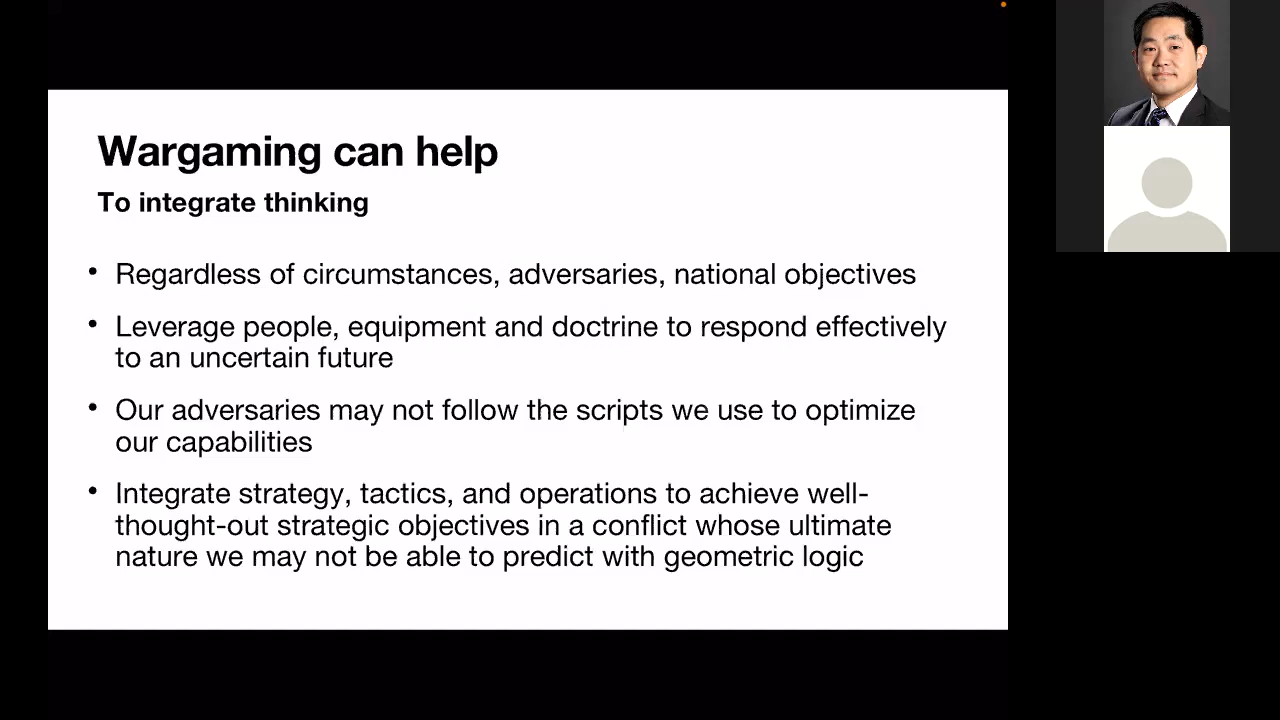 Wargaming can help
To integrate thinking
• Regardless of circumstances, adversaries, national objectives
• Leverage people, equipment and doctrine to respond effectively
to an uncertain future
• Our adversaries may not follow the scripts we use to optimize
our capabilities
• Integrate strategy, tactics, and operations to achieve well-
thought-out strategic objectives in a conflict whose ultimate
nature we may not be able to predict with geometric logic